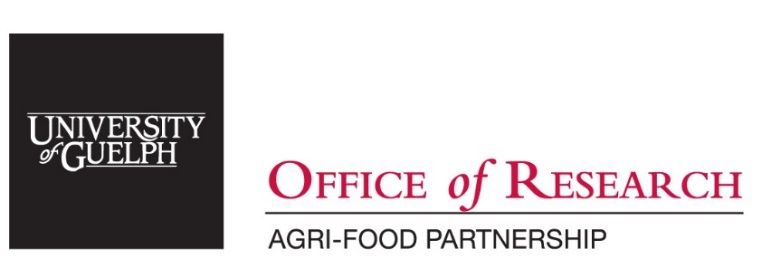 UNIVERSITY
of GUELPH
OFFICE of RESEARCH
AGRI-FOOD PARTNERSHIP